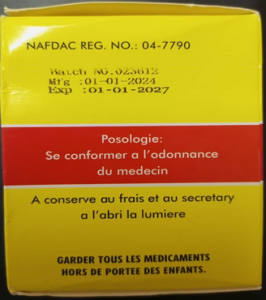 NAFDAC REG. NO.: 04-7790
Batch NO.023612
Mfg :01-01-2024
Exp :01-01-2027
Posologie:
Se conformer a l'odonnance
du medecin
A conserve au frais et au secretary
a l'abri la lumiere
GARDER TOUS LES MEDICAMENTS
HORS DE PORTEE DES ENFANTS.